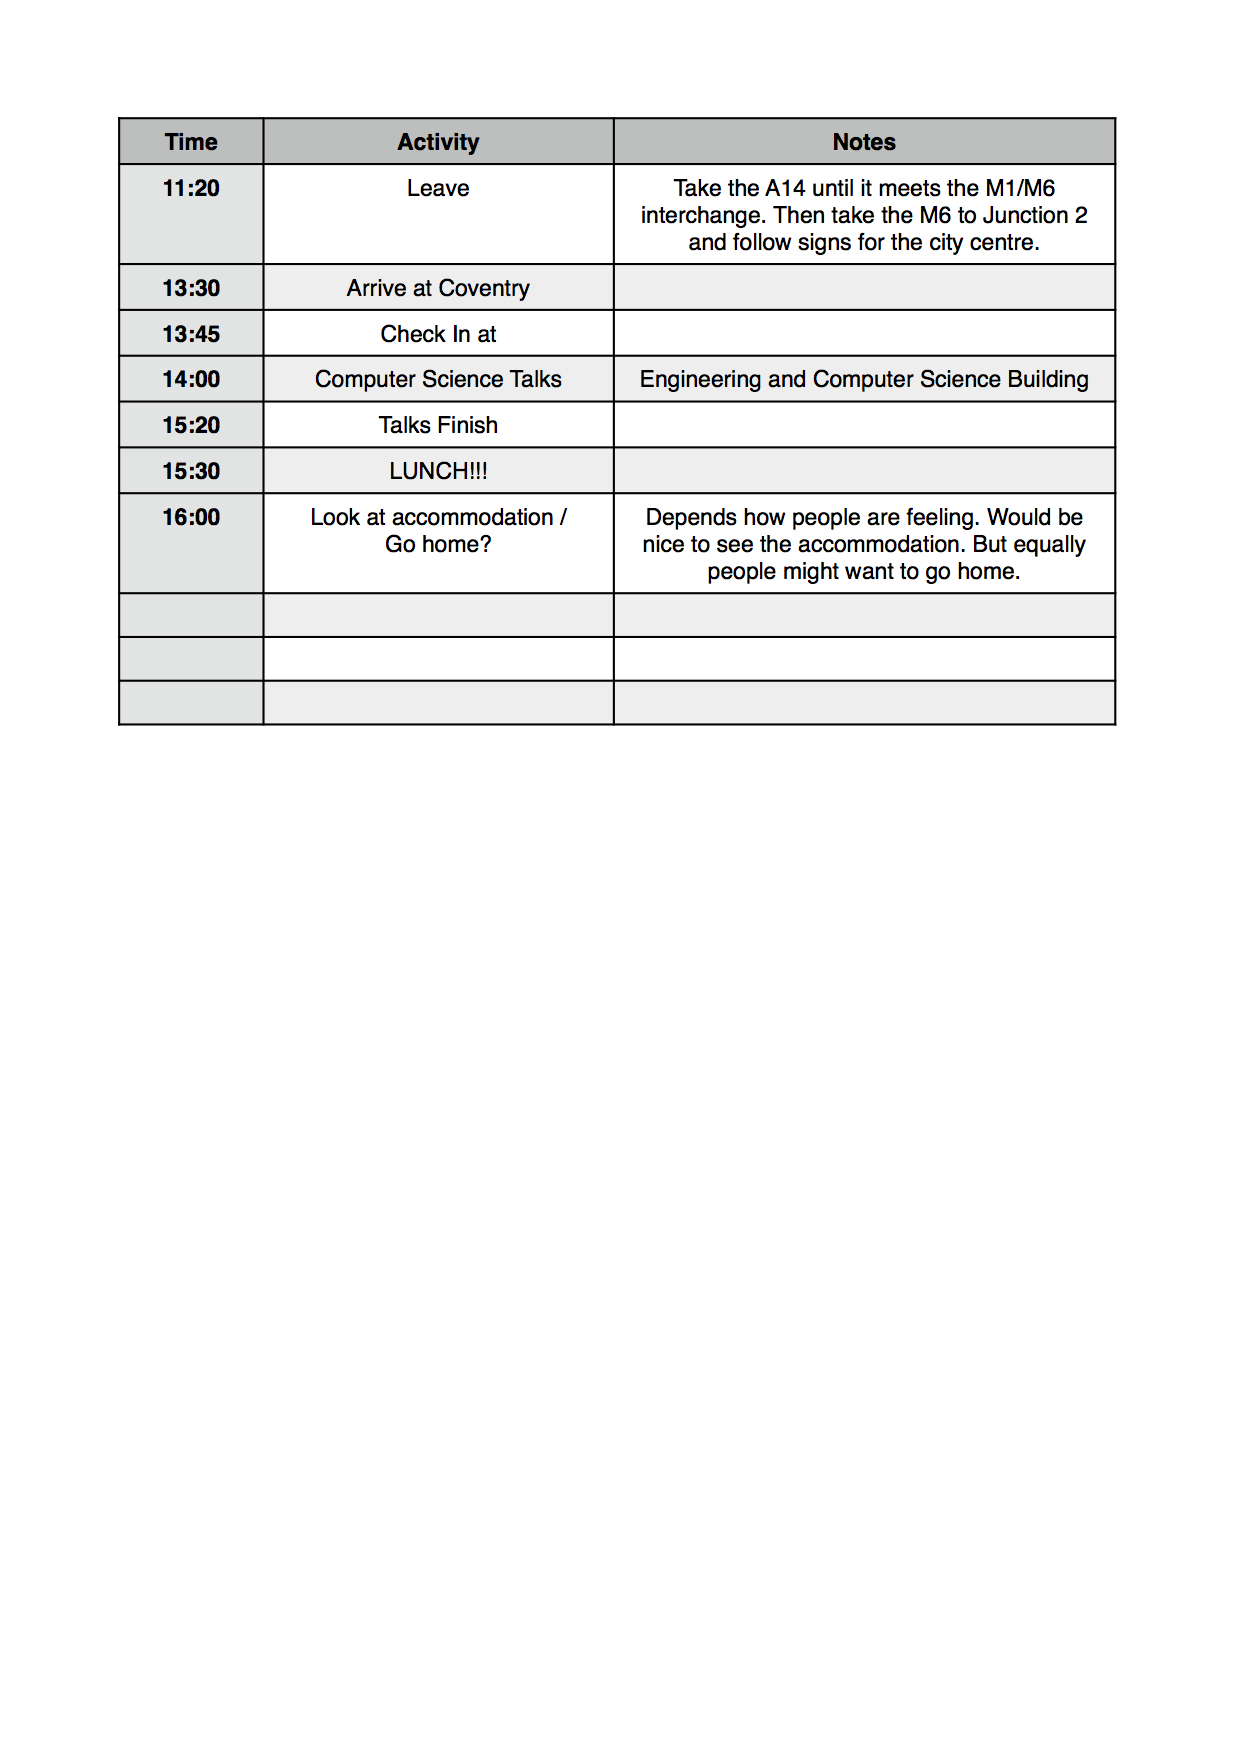 Time Activity Notes
11:20 Leave Take the A14 until it meets the M1/M6
interchange. Then take the M6 to Junction 2
and follow signs for the city centre.
13:30 Arrive at Coventry
13:45 Check In at
14:00 Computer Science Talks Engineering and Computer Science Building
15:20 Talks Finish
15:30 LUNCH!!!
16:00 Look at accommodation / Depends how people are feeling. Would be
Go home? nice to see the accommodation. But equally
people might want to go home.